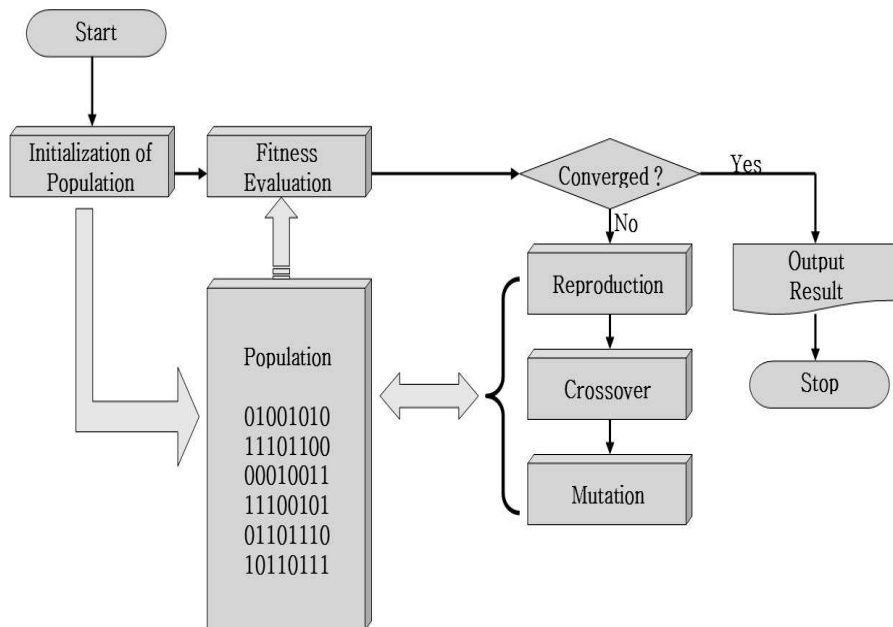 Start
Initialization of
Population
Fitness
Evaluation
Converged ?
Yes
No
Reproduction
Crossover
Mutation
Output
Result
Stop
Population
01001010
11101100
00010011
11100101
01101110
10110111